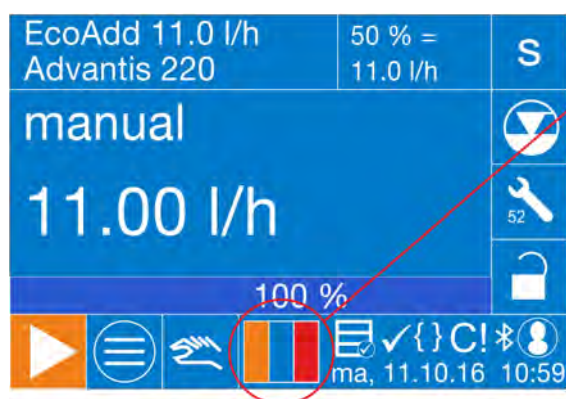 EcoAdd 11.0 l/h
Advantis 220
50 % =
11.0 l/h
S
manual
11.00 l/h
52
100 %
✓{ } C!
ma, 11.10.16 10:59